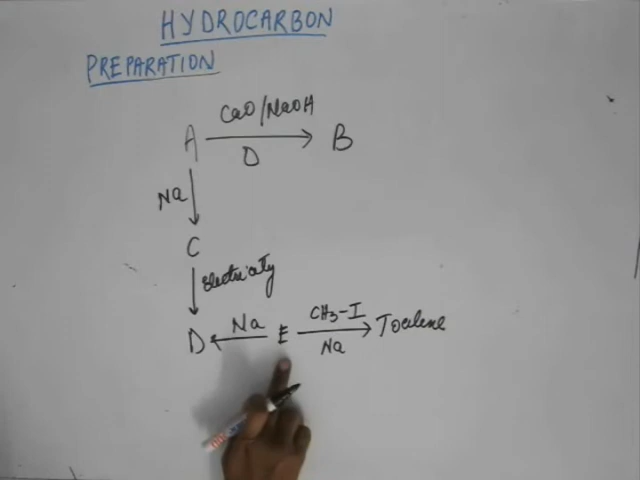 HYDROCARBON
PREPARATION
CaO/NaOH
A → B
D
Na
C
electricity
D ← Na E CH3-I → Toulene
Na